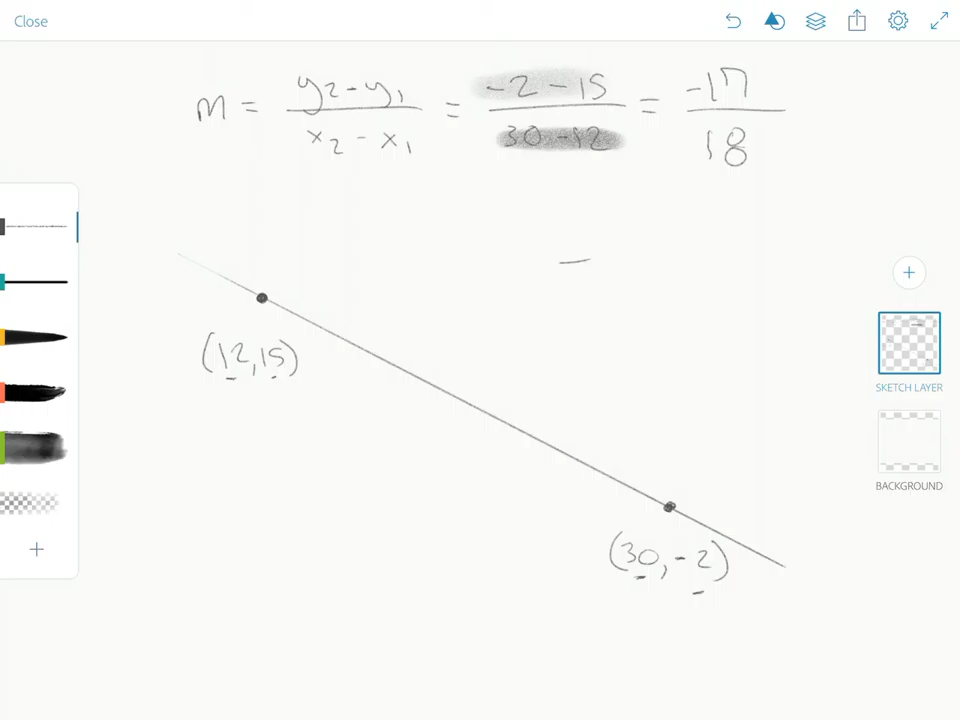 Close
m = y2-y1 / x2 - x1 = -2 - 15 / 30 - 12 = -17 / 18
(12,15)
(30,-2)
SKETCH LAYER
BACKGROUND